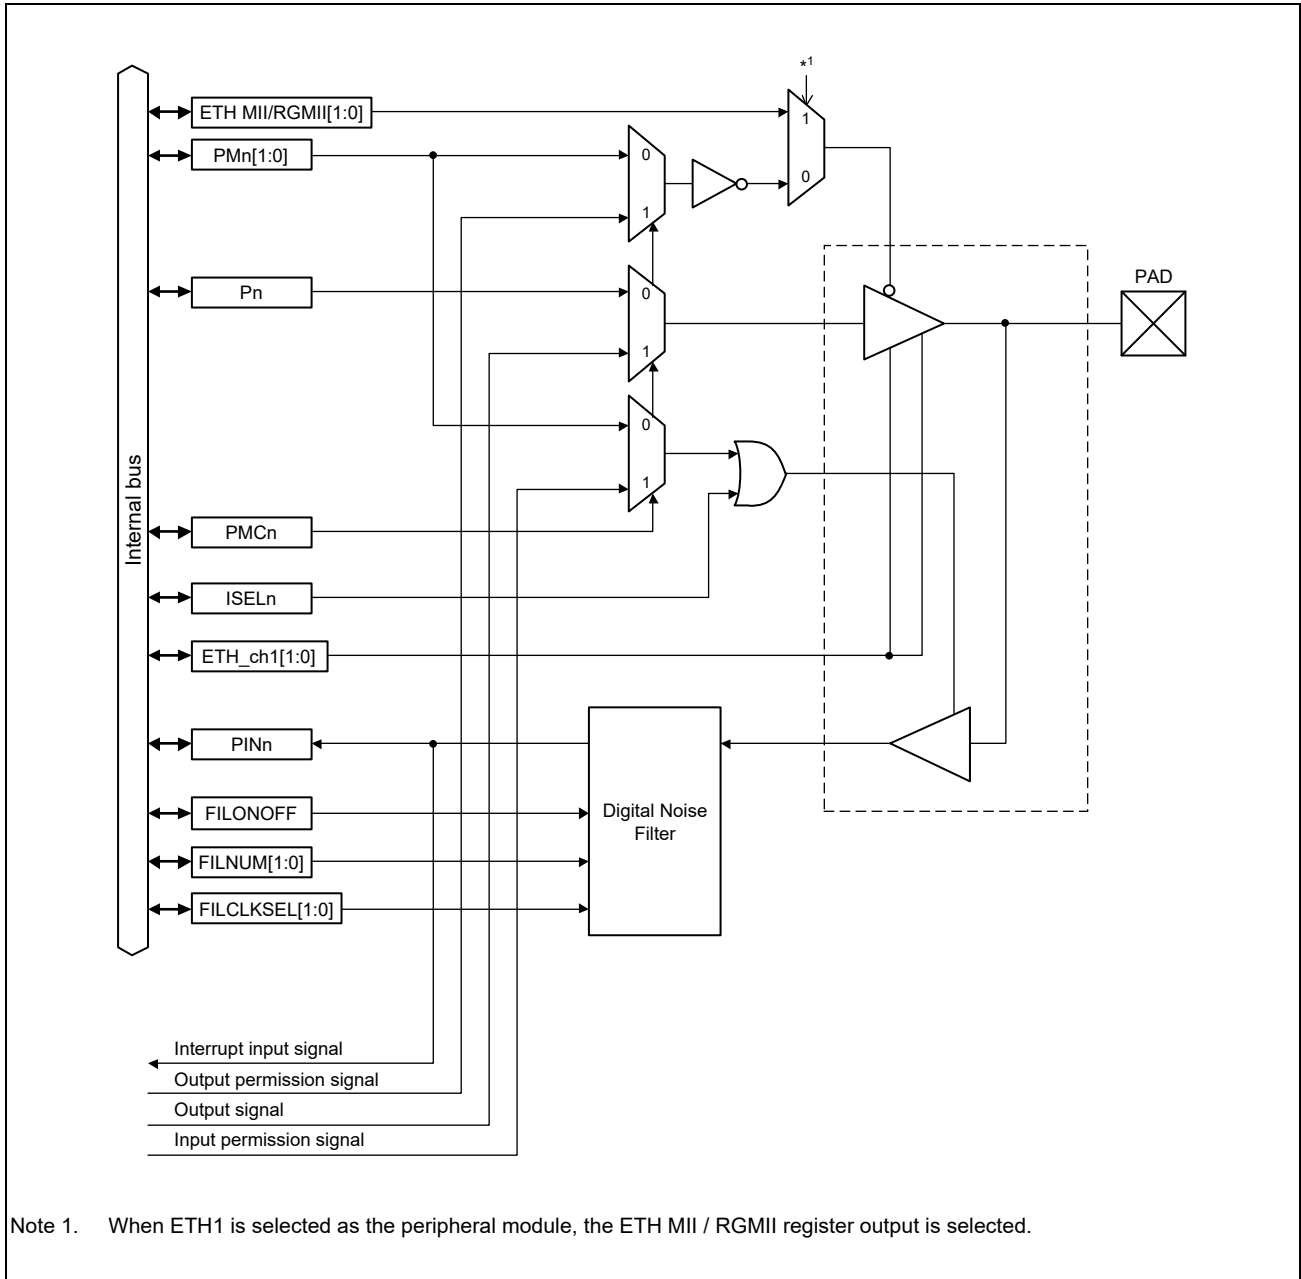 *1
ETH MII/RGMII[1:0]
1
PMn[1:0]
0
0
1
PAD
Pn
0
1
0
Internal bus
1
PMCn
ISELn
ETH_ch1[1:0]
PINn
FILONOFF
Digital Noise
Filter
FILNUM[1:0]
FILCLKSEL[1:0]
Interrupt input signal
Output permission signal
Output signal
Input permission signal
Note 1. When ETH1 is selected as the peripheral module, the ETH MII / RGMII register output is selected.